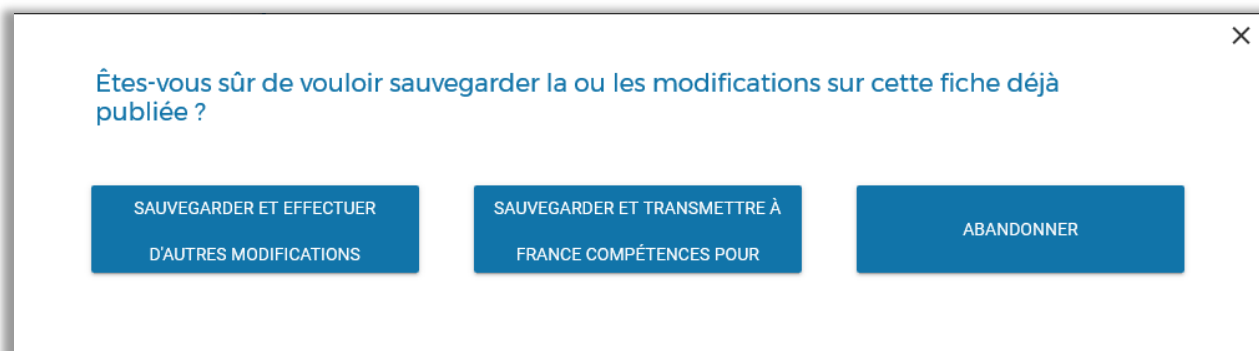 Êtes-vous sûr de vouloir sauvegarder la ou les modifications sur cette fiche déjà
publiée ?
SAUVEGARDER ET EFFECTUER
D'AUTRES MODIFICATIONS
SAUVEGARDER ET TRANSMETTRE À
FRANCE COMPÉTENCES POUR
ABANDONNER